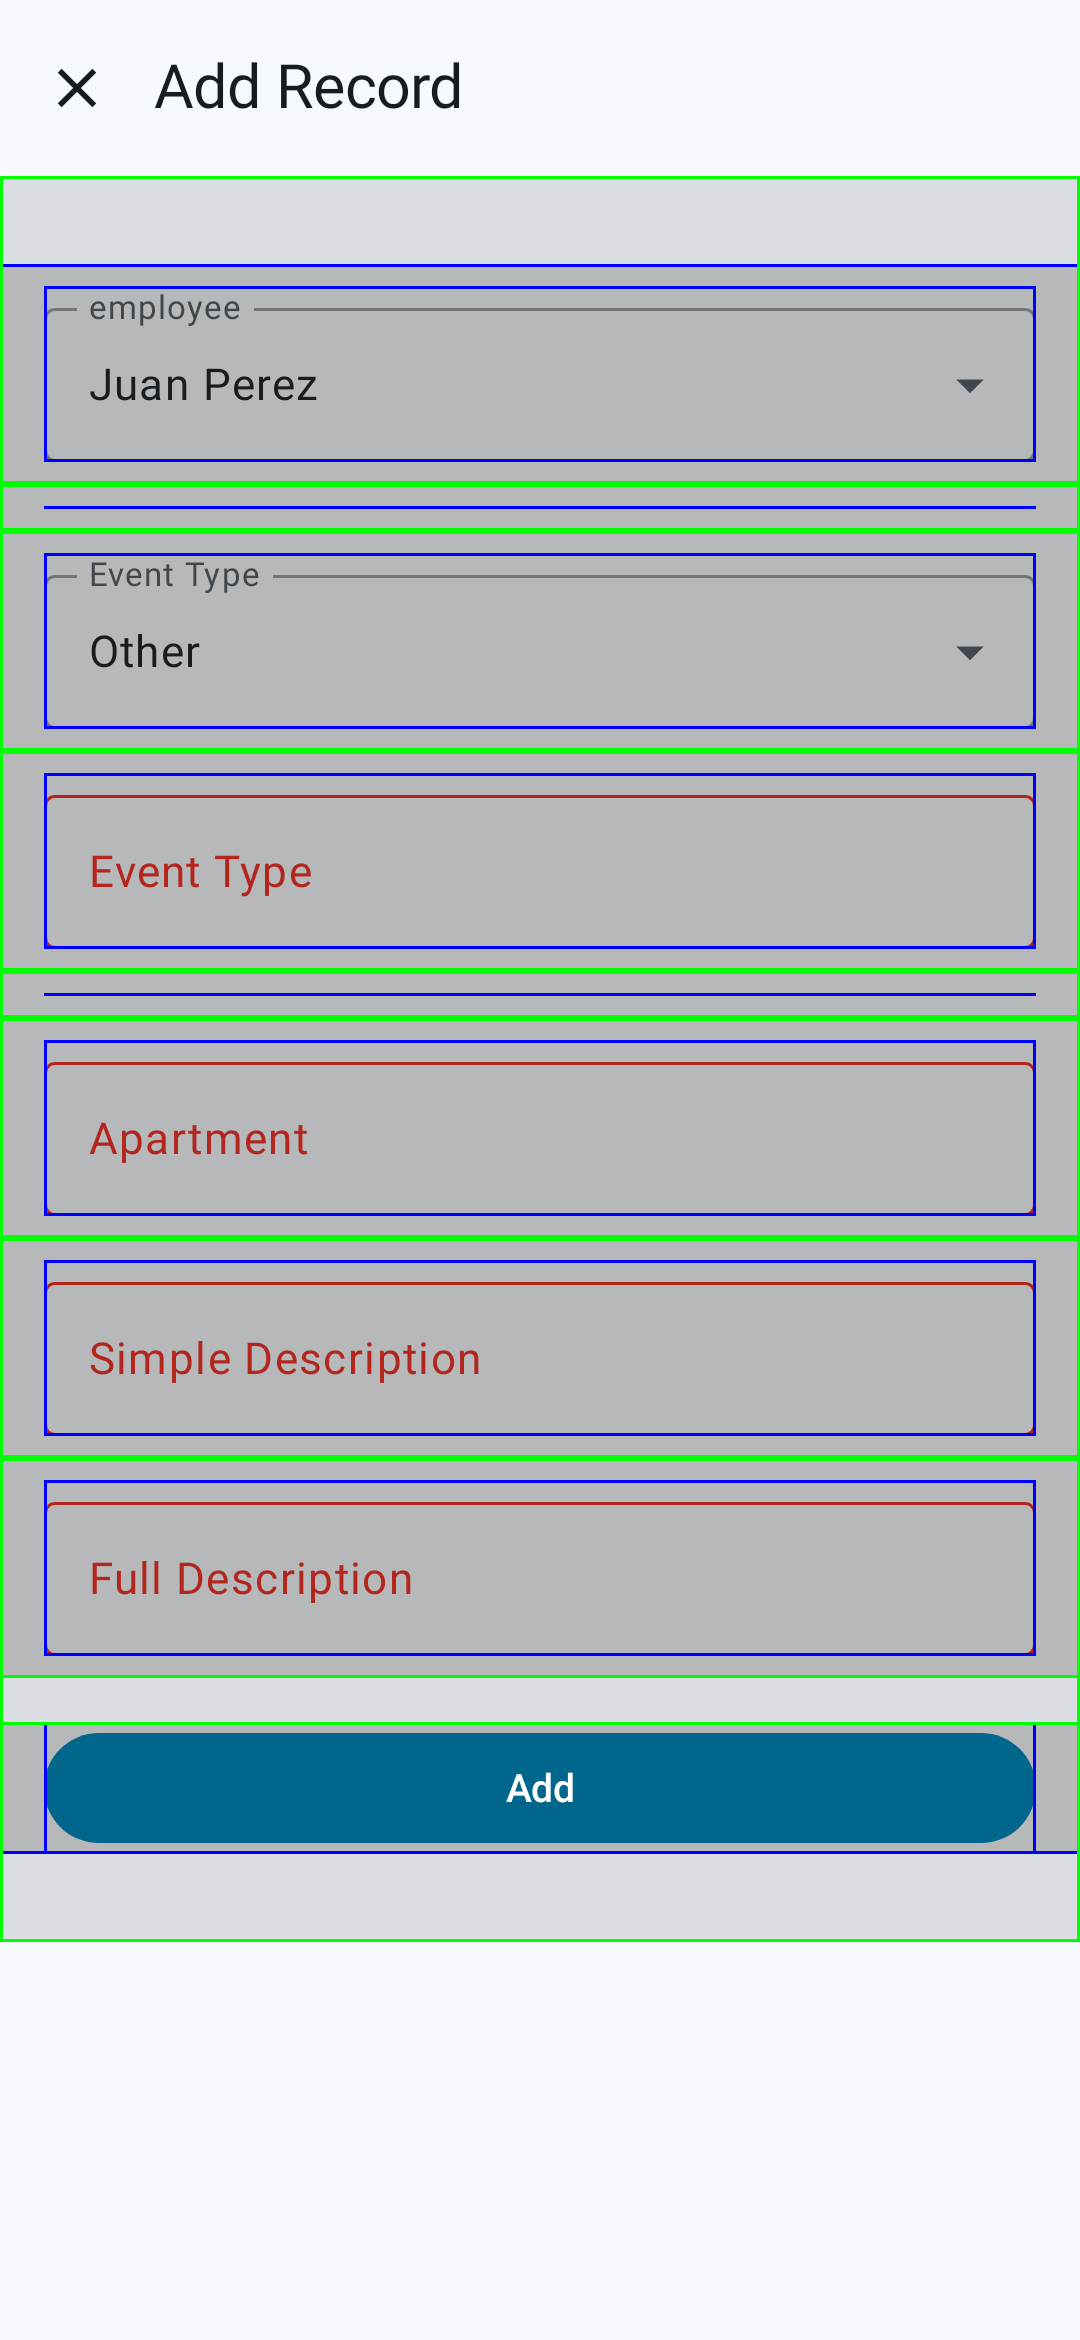 Add Record
employee
Juan Perez
Event Type
Other
Event Type
Apartment
Simple Description
Full Description
Add